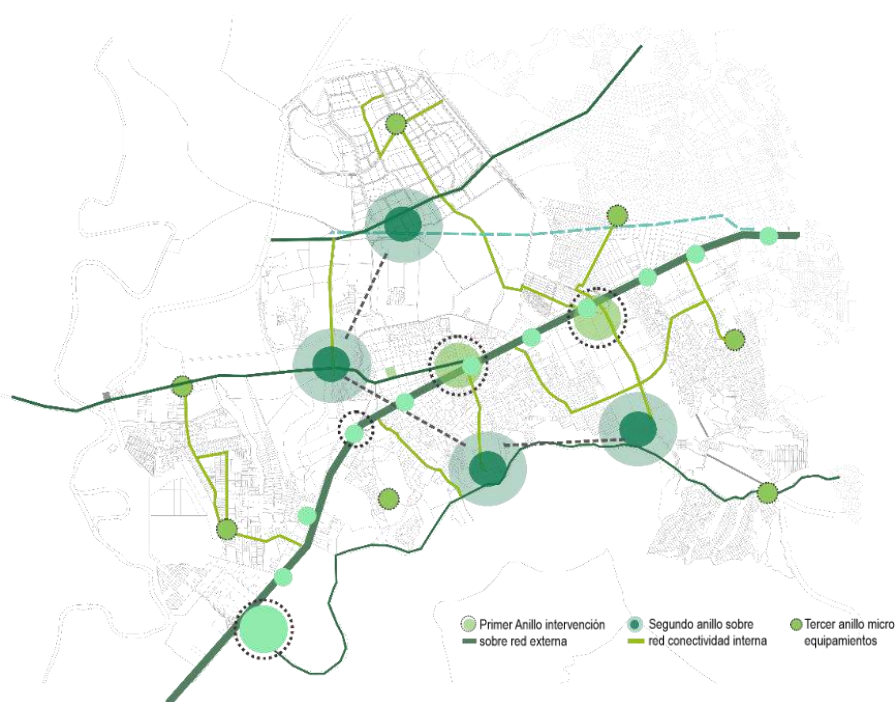 Primer Anillo intervención
sobre red externa
Segundo anillo sobre
red conectividad interna
Tercer anillo micro
equipamientos